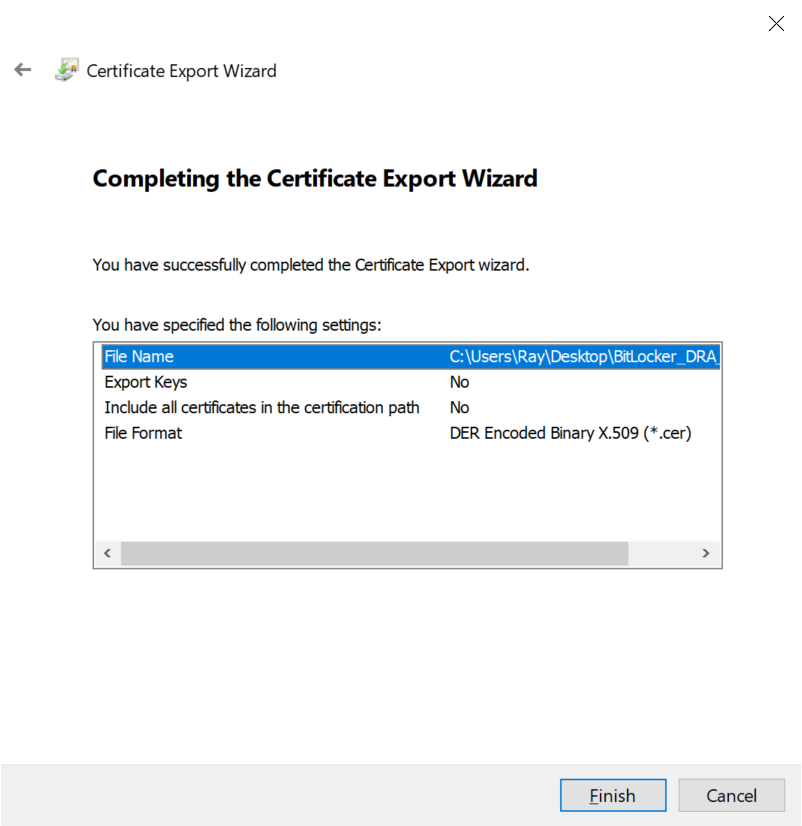 Certificate Export Wizard
Completing the Certificate Export Wizard
You have successfully completed the Certificate Export wizard.
You have specified the following settings:
File Name C:\Users\Ray\Desktop\BitLocker_DRA_
Export Keys No
Include all certificates in the certification path No
File Format DER Encoded Binary X.509 (*.cer)
Finish Cancel